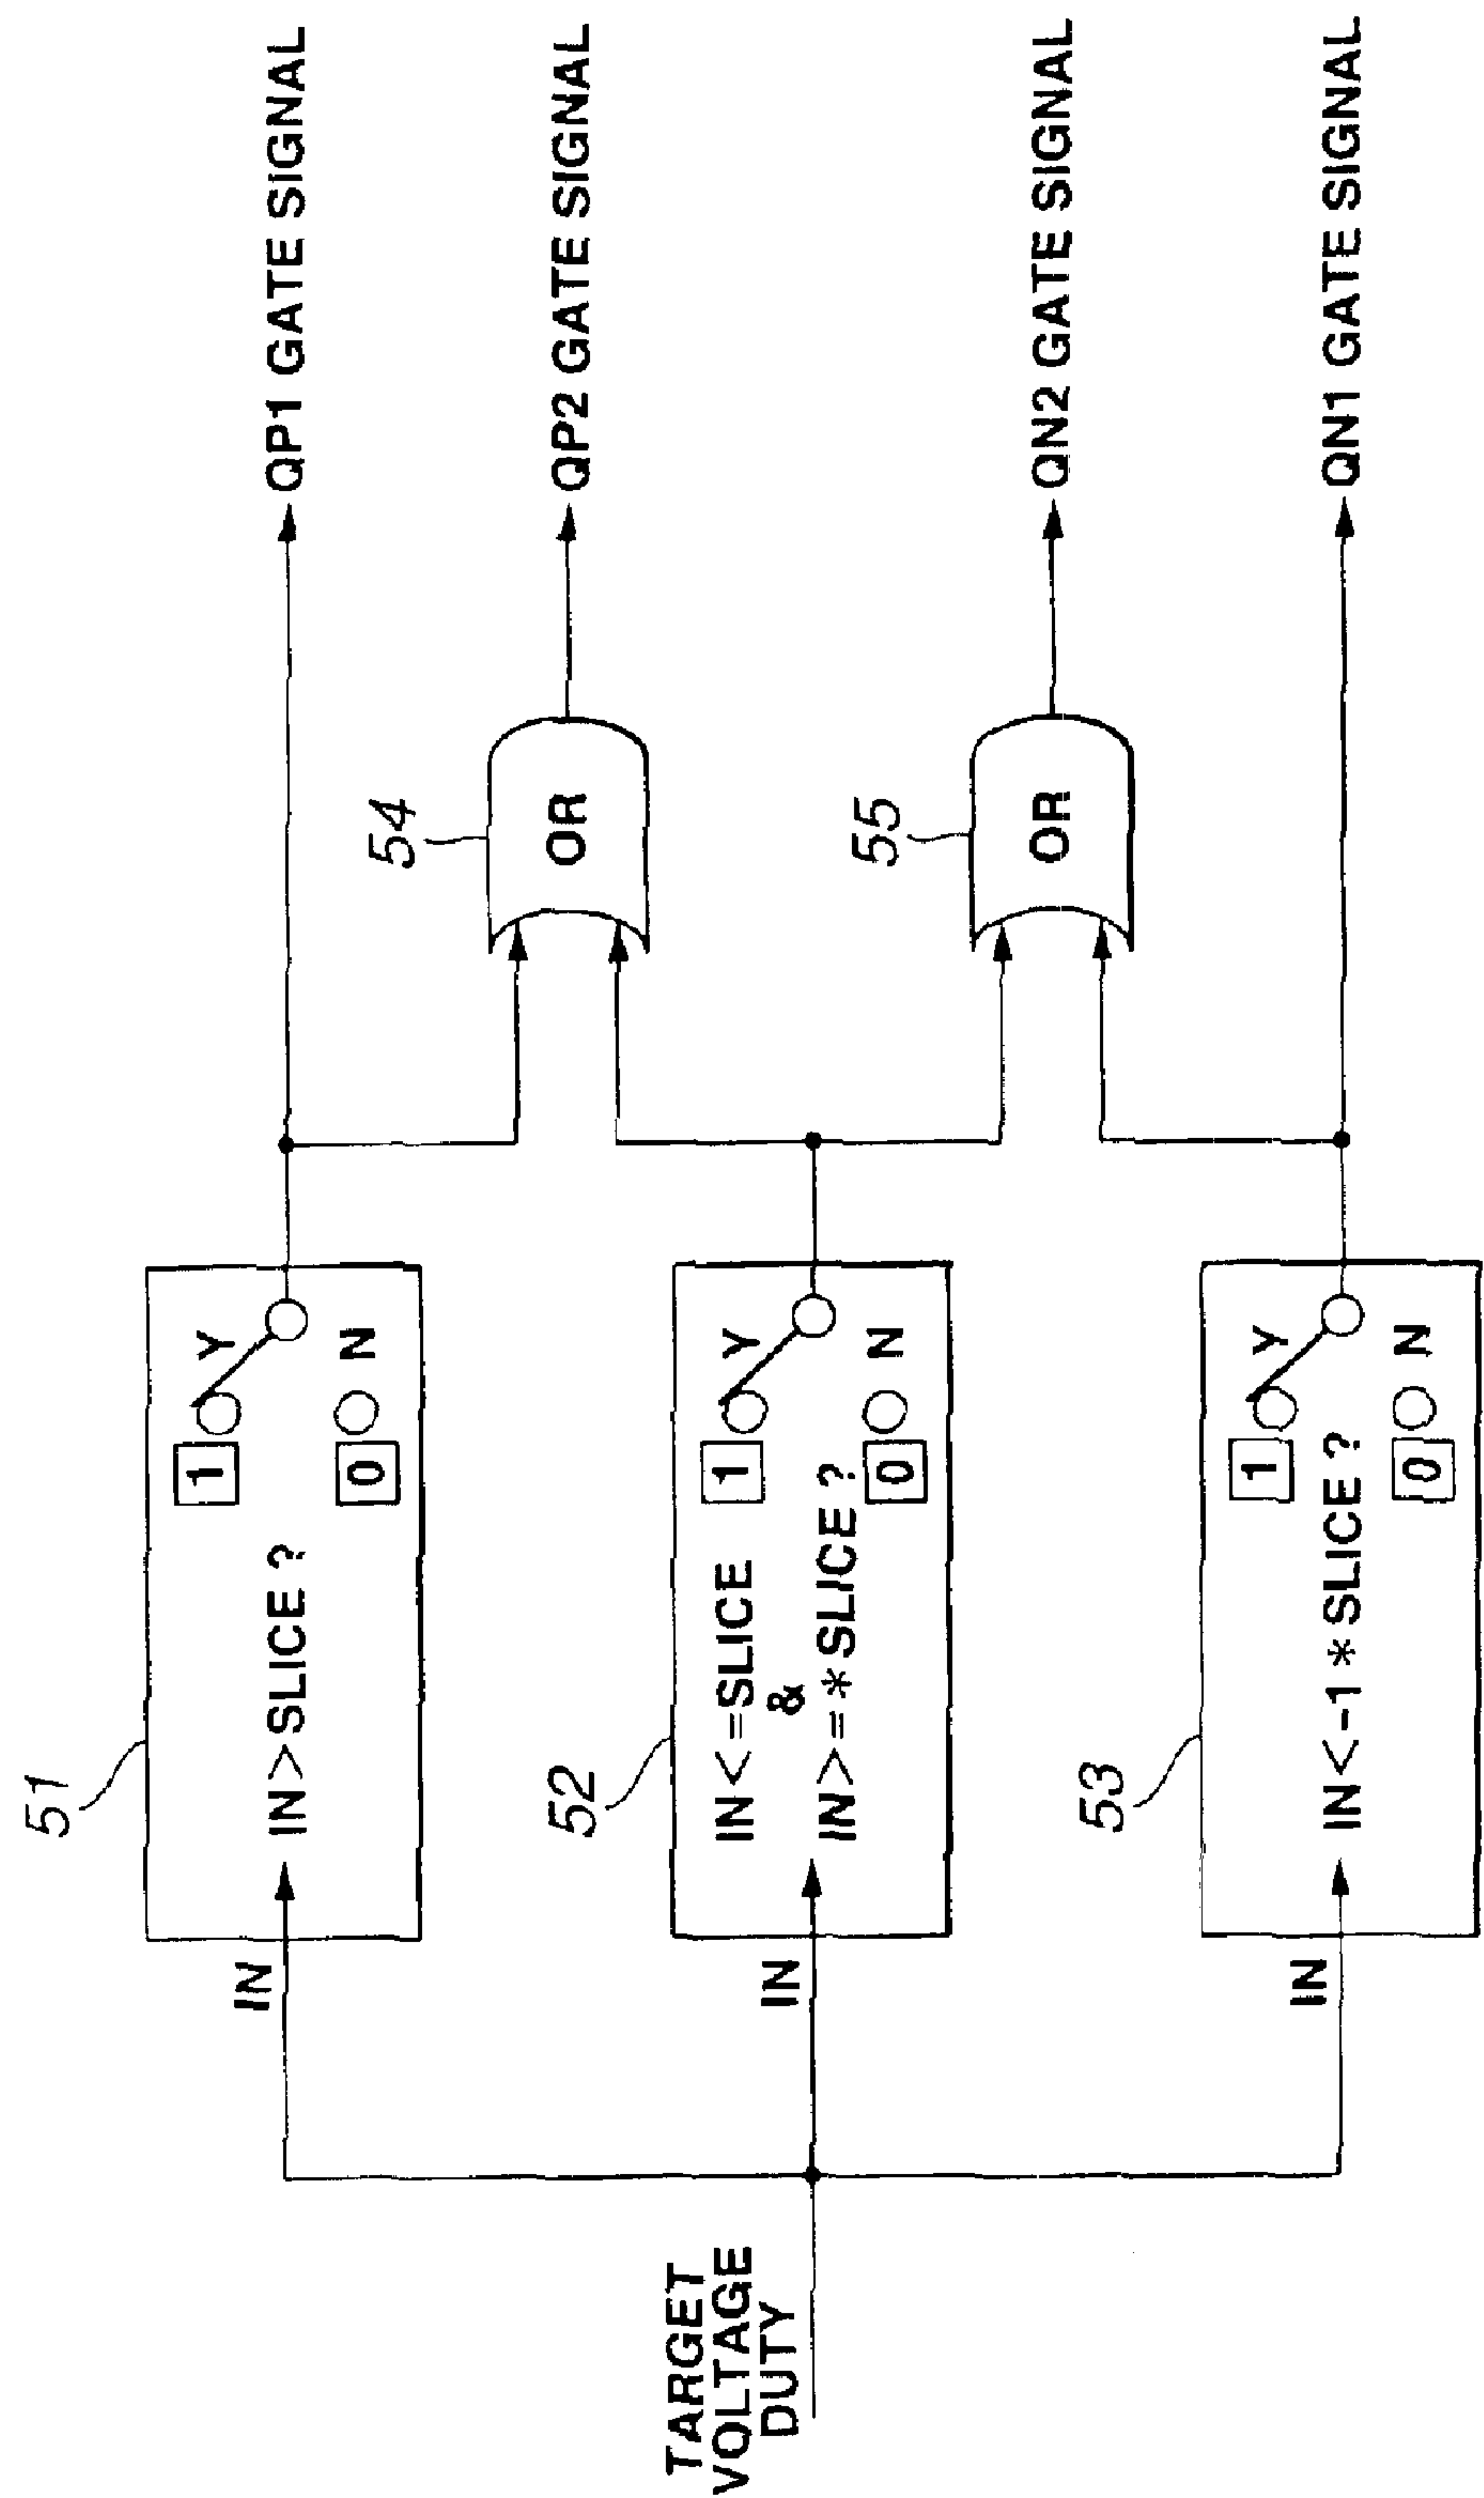 TARGET
VOLTAGE
DUTY
51
IN
IN>SLICE?
1
Y
0
N
52
IN
IN<=SLICE
&
IN>=*SLICE?
1
Y
0
N
53
IN
IN<-1*SLICE?
1
Y
0
N
54
OR
55
OR
QP1 GATE SIGNAL
QP2 GATE SIGNAL
QN2 GATE SIGNAL
QN1 GATE SIGNAL